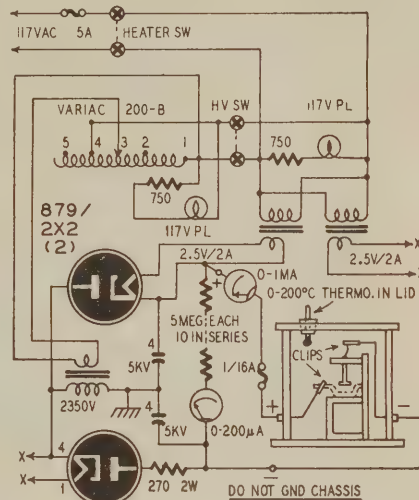 117VAC 5A HEATER SW
VARIAC 200-B HV SW 117V PL
5 4 3 2 1
750
750
117V PL
879/
2X2
(2)
2.5V/2A
2.5V/2A
X
0-1MA
+
0-200°C THERMO. IN LID
5 MEG EACH
10 IN SERIES
CLIPS
4
5KV
1/16A
+
−
2350V
4
5KV
0-200µA
X
4
X
1
270 2W
−
DO NOT GND CHASSIS